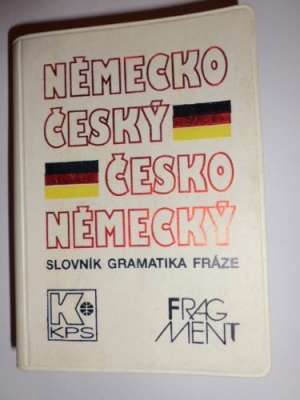 NĚMECKO
ČESKÝ
ČESKO
NĚMECKÝ
SLOVNÍK GRAMATIKA FRÁZE
K
KPS
FRAG
MENT